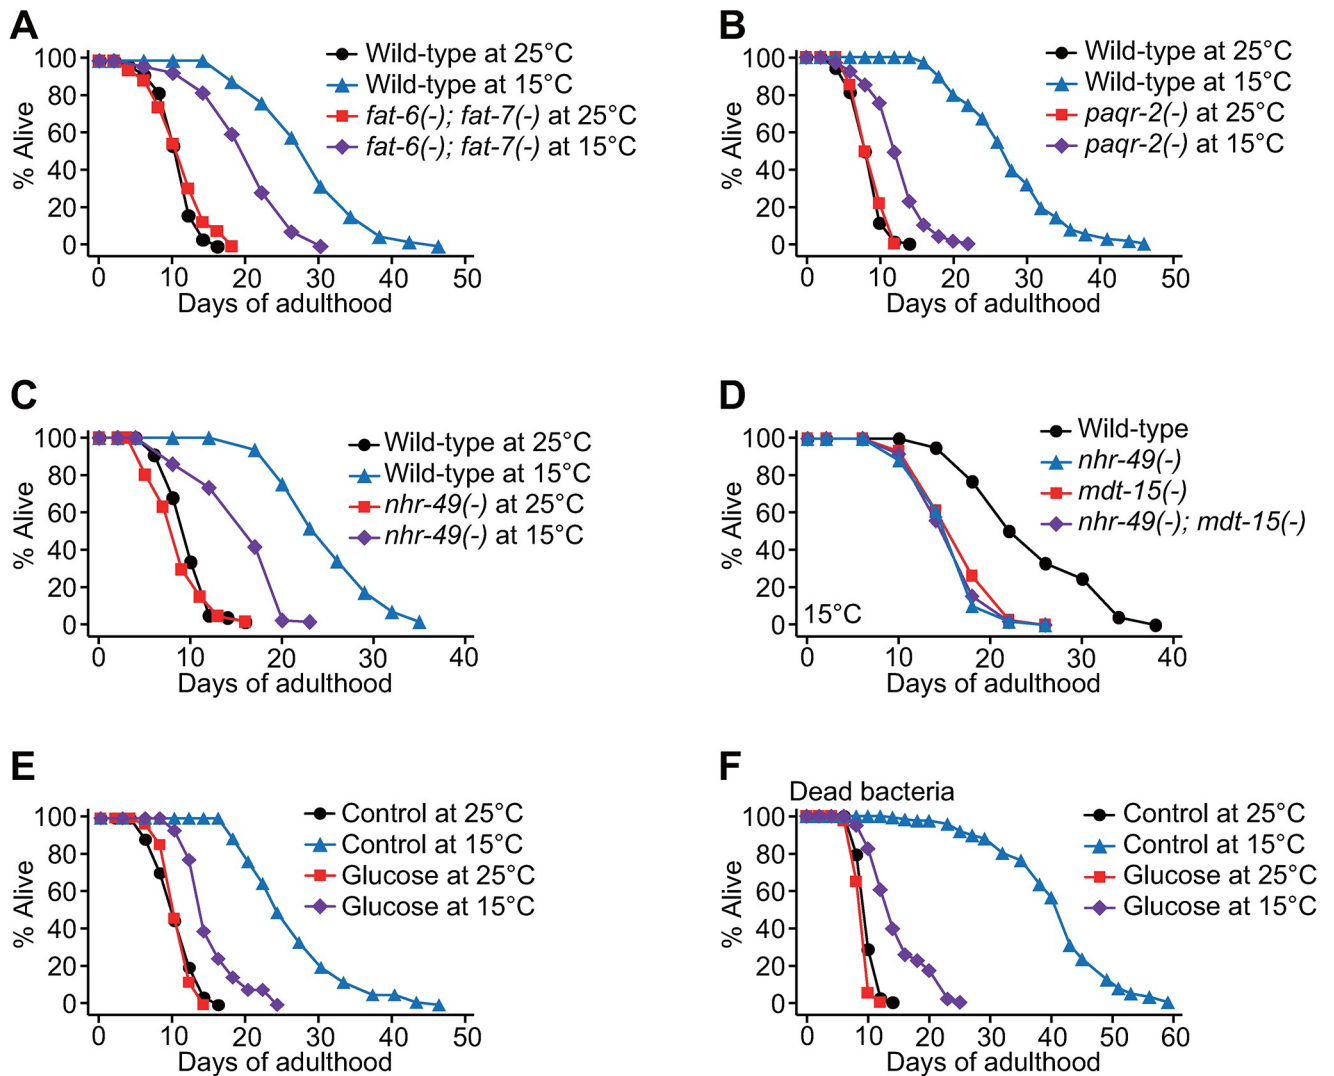 A
% Alive
100
80
60
40
20
0
0 10 20 30 40 50
Days of adulthood
Wild-type at 25°C
Wild-type at 15°C
fat-6(-); fat-7(-) at 25°C
fat-6(-); fat-7(-) at 15°C
B
% Alive
100
80
60
40
20
0
0 10 20 30 40 50
Days of adulthood
Wild-type at 25°C
Wild-type at 15°C
paqr-2(-) at 25°C
paqr-2(-) at 15°C
C
% Alive
100
80
60
40
20
0
0 10 20 30 40
Days of adulthood
Wild-type at 25°C
Wild-type at 15°C
nhr-49(-) at 25°C
nhr-49(-) at 15°C
D
% Alive
100
80
60
40
20
0
15°C
0 10 20 30 40
Days of adulthood
Wild-type
nhr-49(-)
mdt-15(-)
nhr-49(-); mdt-15(-)
E
% Alive
100
80
60
40
20
0
0 10 20 30 40 50
Days of adulthood
Control at 25°C
Control at 15°C
Glucose at 25°C
Glucose at 15°C
F
Dead bacteria
% Alive
100
80
60
40
20
0
0 10 20 30 40 50 60
Days of adulthood
Control at 25°C
Control at 15°C
Glucose at 25°C
Glucose at 15°C